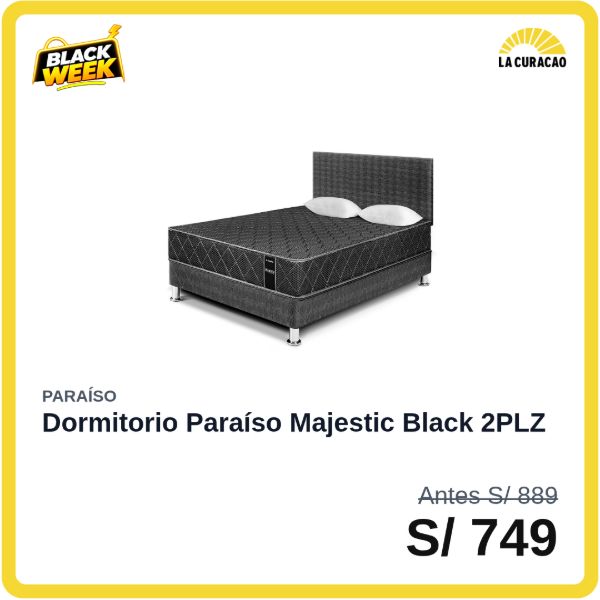 BLACK
WEEK
LA CURACAO
PARAÍSO
Dormitorio Paraíso Majestic Black 2PLZ
Antes S/ 889
S/ 749